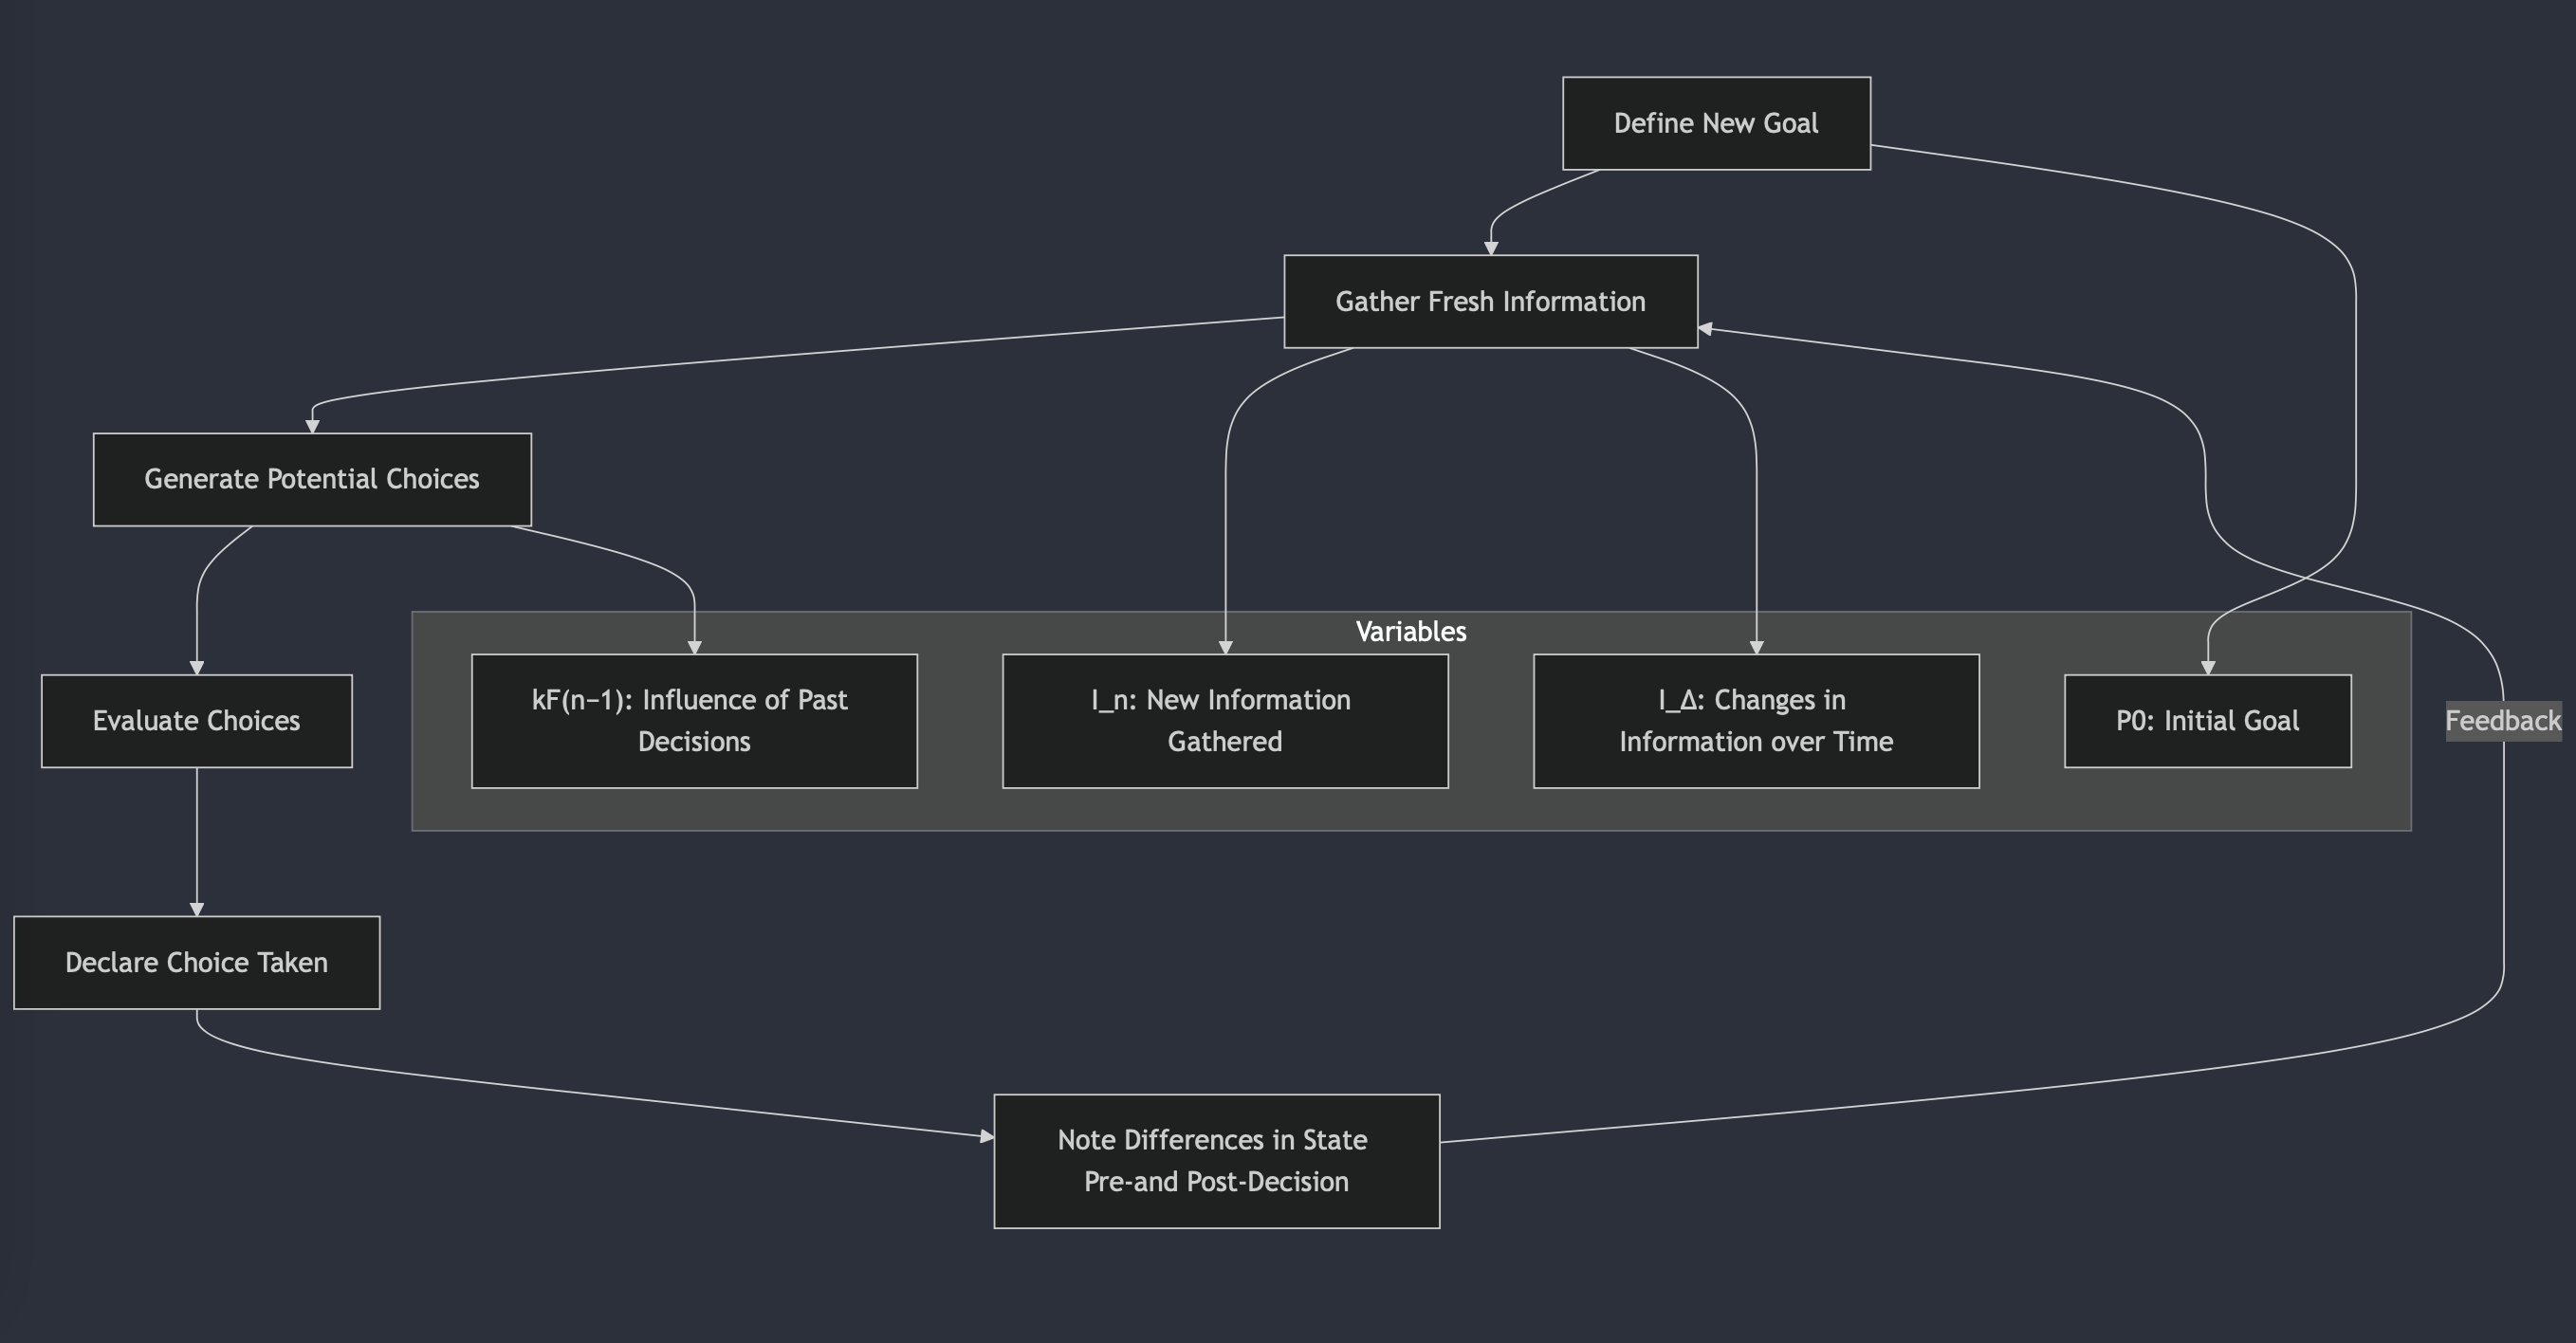 Define New Goal
Gather Fresh Information
Generate Potential Choices
Variables
kF(n−1): Influence of Past
Decisions
I_n: New Information
Gathered
I_Δ: Changes in
Information over Time
P0: Initial Goal
Evaluate Choices
Feedback
Declare Choice Taken
Note Differences in State
Pre-and Post-Decision